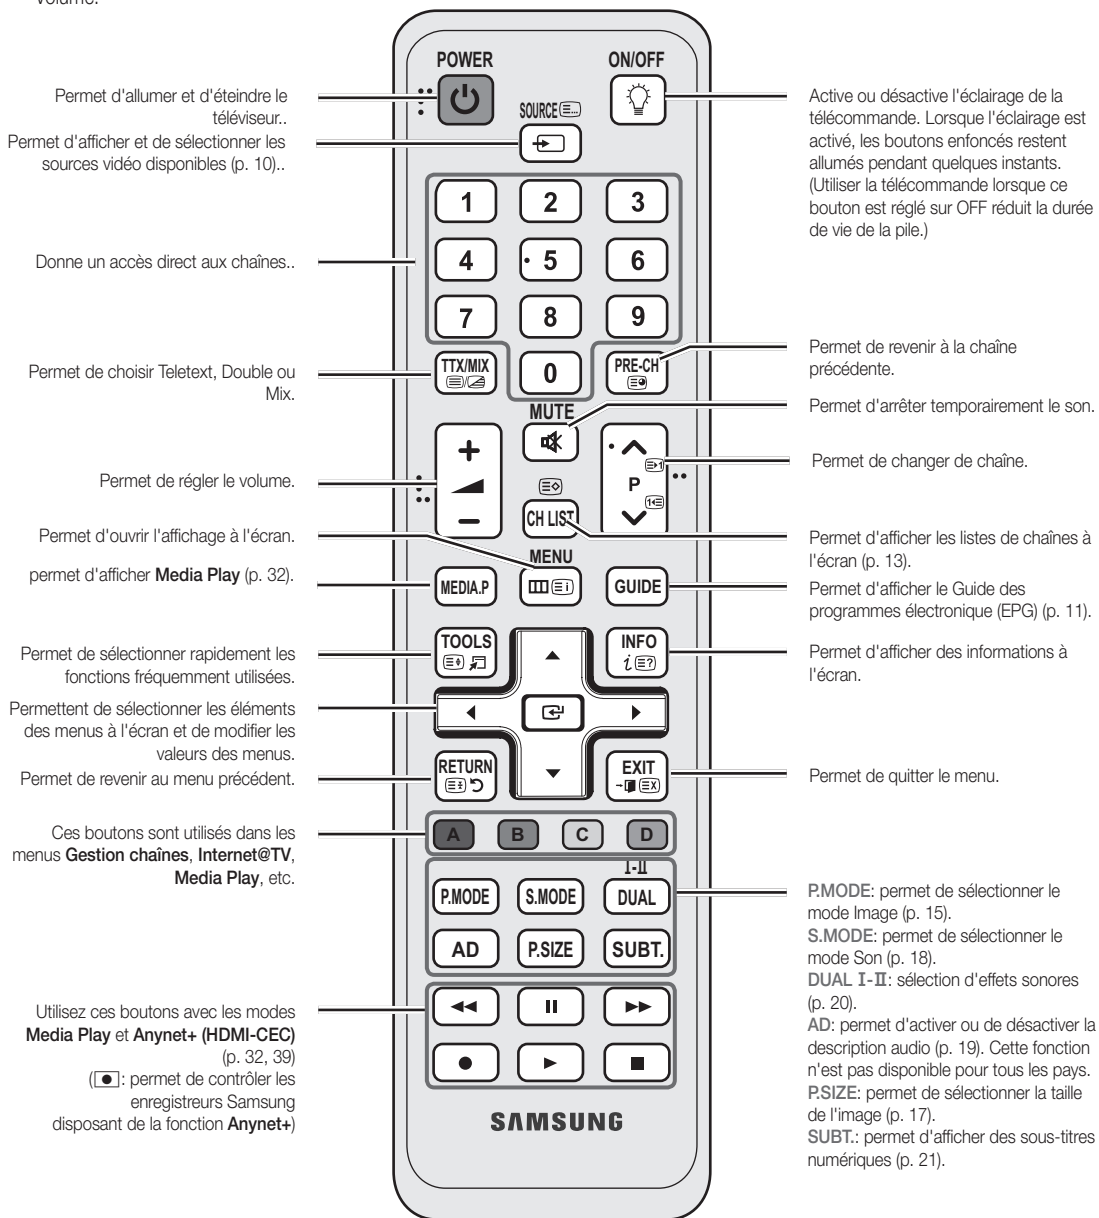 volume.
POWER
ON/OFF
SOURCE
Permet d'allumer et d'éteindre le
téléviseur..
Permet d'afficher et de sélectionner les
sources vidéo disponibles (p. 10)..
Active ou désactive l'éclairage de la
télécommande. Lorsque l'éclairage est
activé, les boutons enfoncés restent
allumés pendant quelques instants.
(Utiliser la télécommande lorsque ce
bouton est réglé sur OFF réduit la durée
de vie de la pile.)
1 2 3
4 5 6
7 8 9
Donne un accès direct aux chaînes..
TTX/MIX 0 PRE-CH
Permet de choisir Teletext, Double ou
Mix.
Permet de revenir à la chaîne
précédente.
MUTE
Permet d'arrêter temporairement le son.
+
P
−
Permet de régler le volume.
Permet de changer de chaîne.
CH LIST
Permet d'ouvrir l'affichage à l'écran.
Permet d'afficher les listes de chaînes à
l'écran (p. 13).
MENU
permet d'afficher Media Play (p. 32).
MEDIA.P
GUIDE
Permet d'afficher le Guide des
programmes électronique (EPG) (p. 11).
TOOLS
INFO
Permet de sélectionner rapidement les
fonctions fréquemment utilisées.
Permet d'afficher des informations à
l'écran.
Permettent de sélectionner les éléments
des menus à l'écran et de modifier les
valeurs des menus.
RETURN
EXIT
Permet de revenir au menu précédent.
Permet de quitter le menu.
A B C D
Ces boutons sont utilisés dans les
menus Gestion chaînes, Internet@TV,
Media Play, etc.
I-II
P.MODE S.MODE DUAL
AD P.SIZE SUBT.
P.MODE: permet de sélectionner le
mode Image (p. 15).
S.MODE: permet de sélectionner le
mode Son (p. 18).
DUAL I-II: sélection d'effets sonores
(p. 20).
AD: permet d'activer ou de désactiver la
description audio (p. 19). Cette fonction
n'est pas disponible pour tous les pays.
P.SIZE: permet de sélectionner la taille
de l'image (p. 17).
SUBT.: permet d'afficher des sous-titres
numériques (p. 21).
Utilisez ces boutons avec les modes
Media Play et Anynet+ (HDMI-CEC)
(p. 32, 39)
(●: permet de contrôler les
enregistreurs Samsung
disposant de la fonction Anynet+)
SAMSUNG